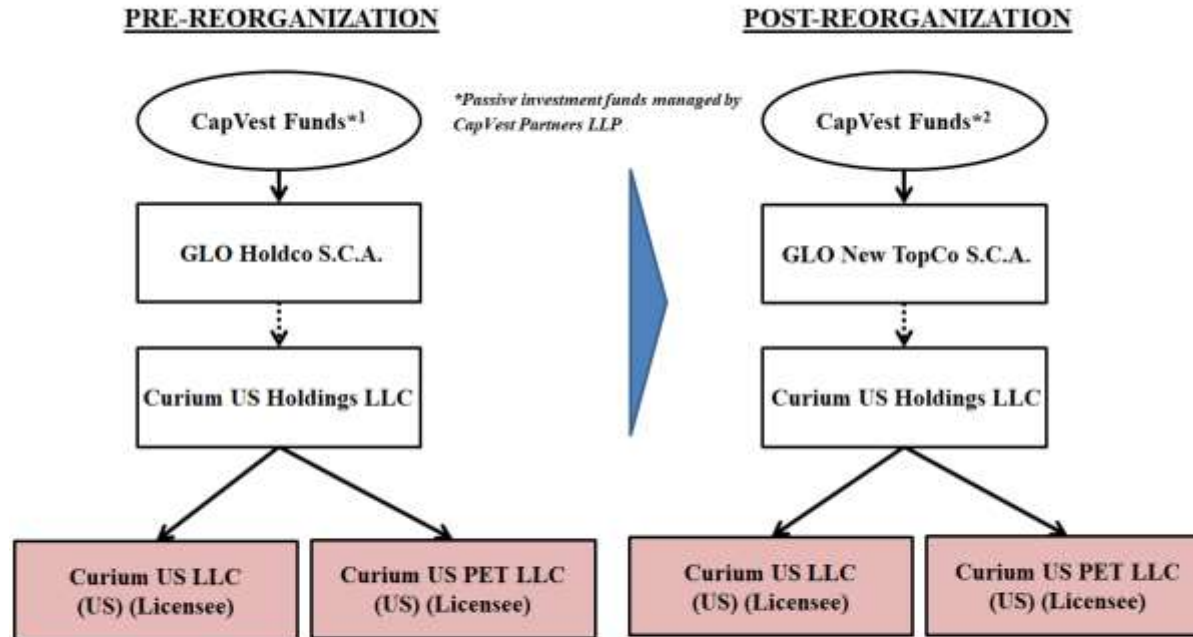 PRE-REORGANIZATION
POST-REORGANIZATION
CapVest Funds*1
*Passive investment funds managed by
CapVest Partners LLP
CapVest Funds*2
GLO Holdco S.C.A.
GLO New TopCo S.C.A.
Curium US Holdings LLC
Curium US Holdings LLC
Curium US LLC
(US) (Licensee)
Curium US PET LLC
(US) (Licensee)
Curium US LLC
(US) (Licensee)
Curium US PET LLC
(US) (Licensee)